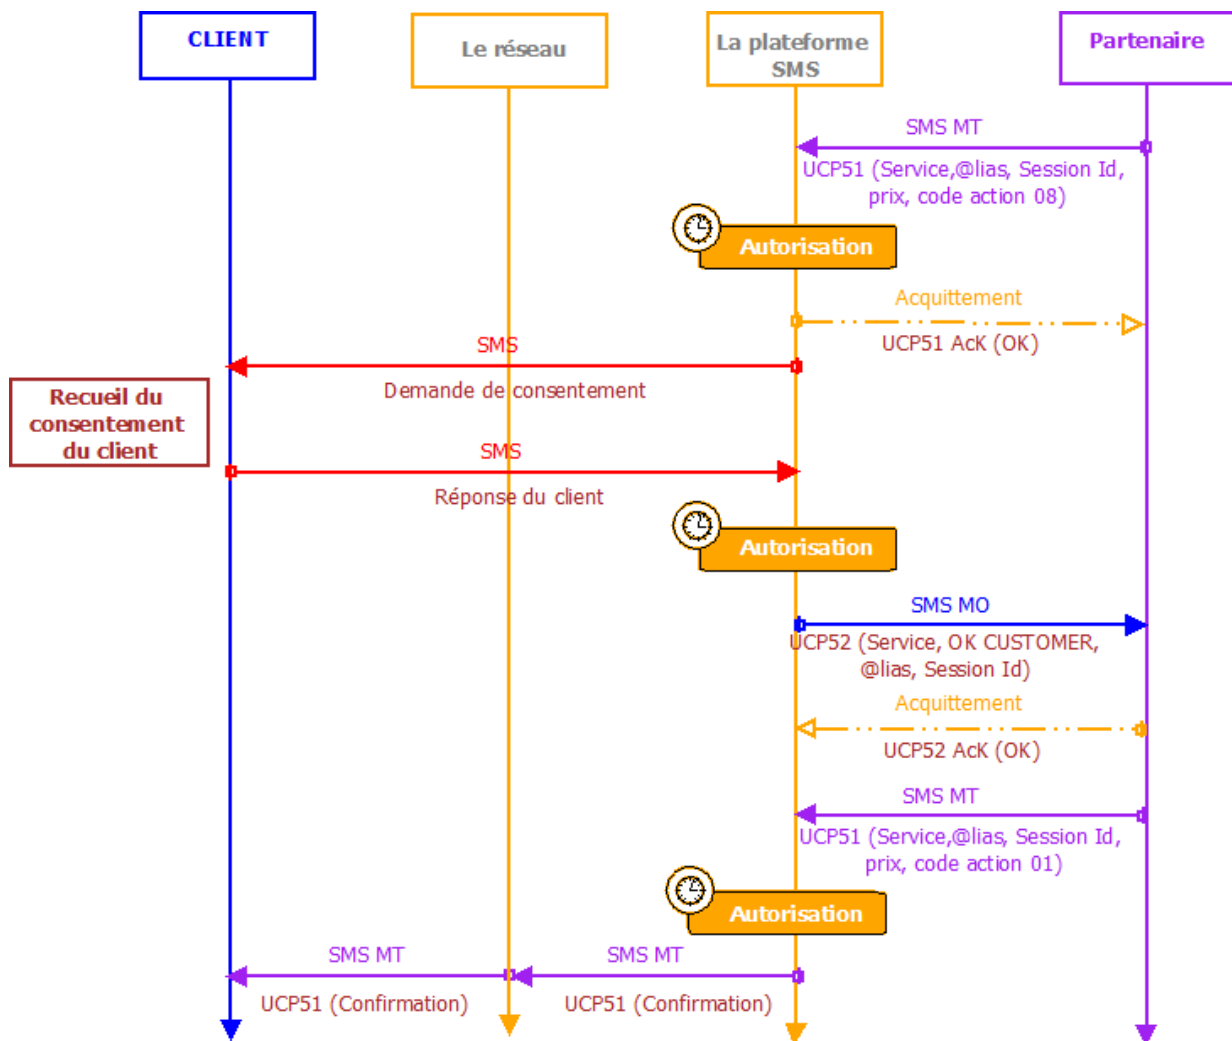 CLIENT
Le réseau
La plateforme
SMS
Partenaire
SMS MT
UCP51 (Service,@lias, Session Id,
prix, code action 08)
Autorisation
Acquittement
UCP51 AcK (OK)
SMS
Demande de consentement
Recueil du
consentement
du client
SMS
Réponse du client
Autorisation
SMS MO
UCP52 (Service, OK CUSTOMER,
@lias, Session Id)
Acquittement
UCP52 AcK (OK)
SMS MT
UCP51 (Service,@lias, Session Id,
prix, code action 01)
Autorisation
SMS MT
SMS MT
UCP51 (Confirmation)
UCP51 (Confirmation)